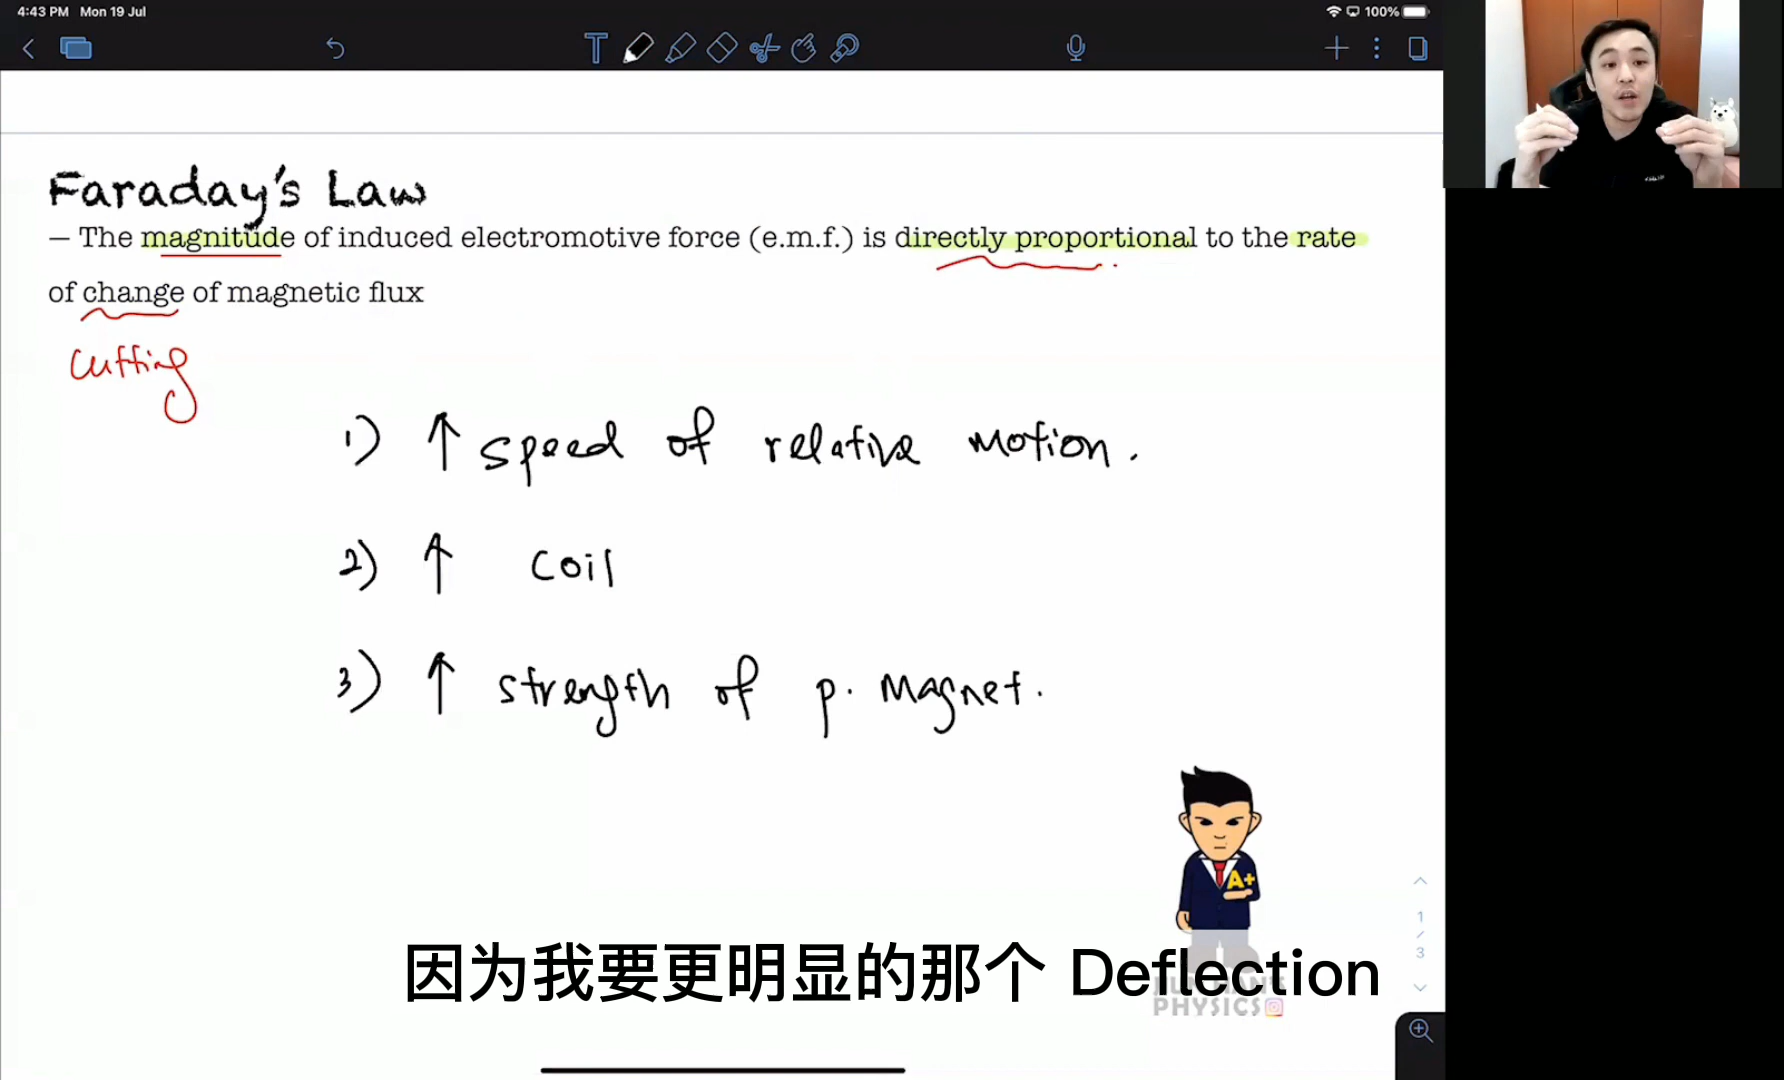 4:43 PM Mon 19 Jul
100%
Faraday's Law
— The magnitude of induced electromotive force (e.m.f.) is directly proportional to the rate
of change of magnetic flux
cutting
1) ↑ speed of relative motion.
2) ↑ coil
3) ↑ strength of p. magnet.
A+
1
/
3
因为我要更明显的那个 Deflection
PHYSICS